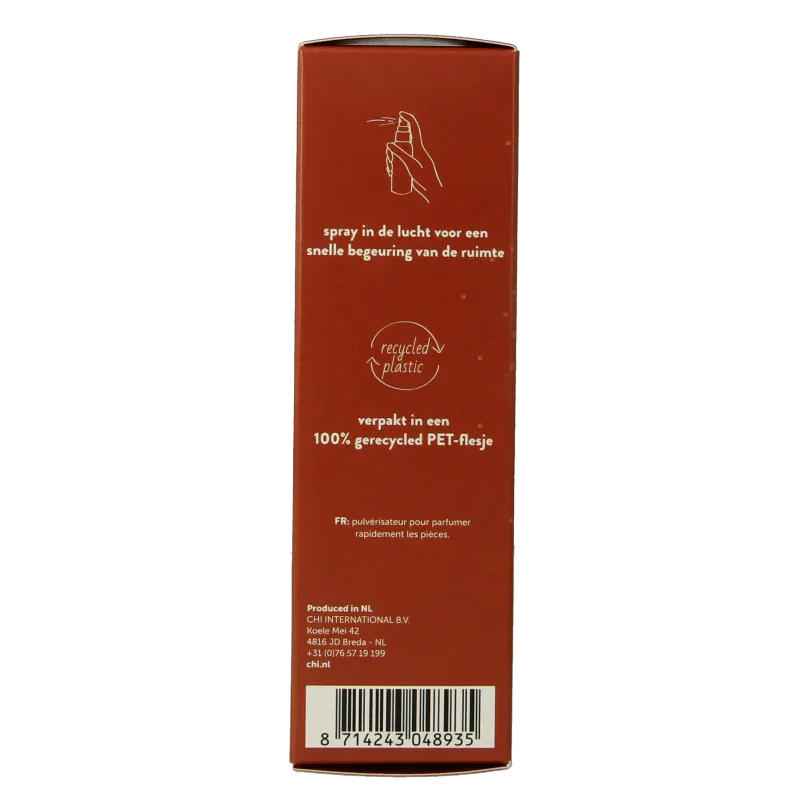 spray in de lucht voor een
snelle begeuring van de ruimte
recycled
plastic
verpakt in een
100% gerecycled PET-flesje
FR: pulvérisateur pour parfumer
rapidement les pièces.
Produced in NL
CHI INTERNATIONAL B.V.
Koele Mei 42
4816 JD Breda - NL
+31 (0)76 57 19 199
chi.nl
8 714243 048935